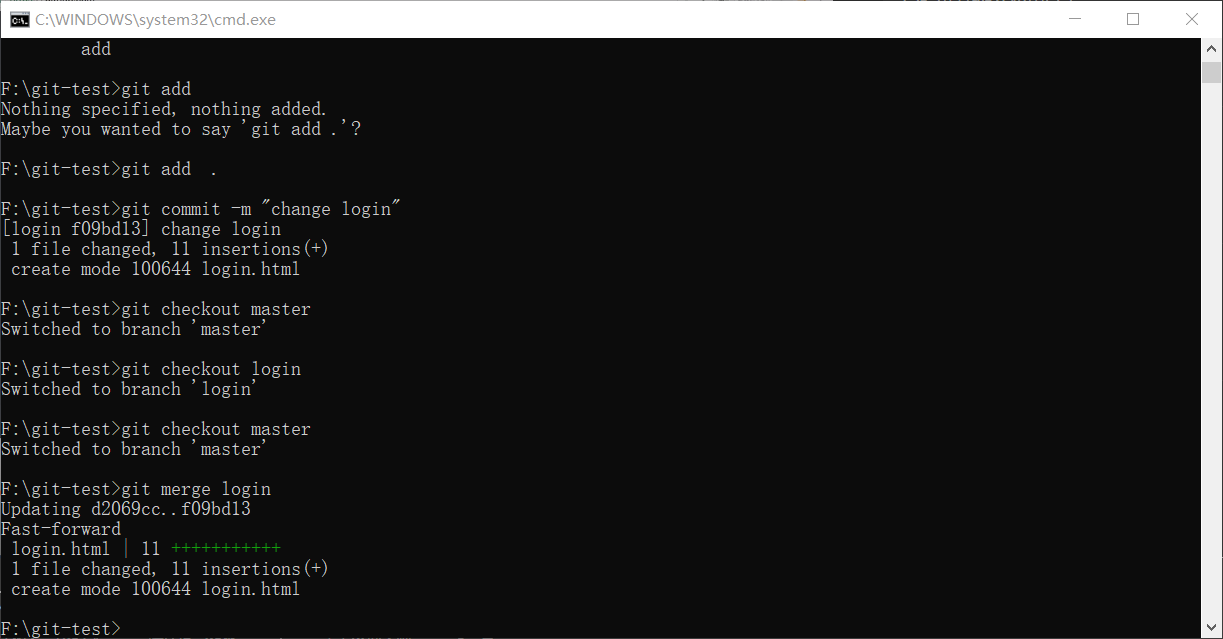 C:\WINDOWS\system32\cmd.exe
add
F:\git-test>git add
Nothing specified, nothing added.
Maybe you wanted to say 'git add .'?
F:\git-test>git add  .
F:\git-test>git commit -m "change login"
[login f09bd13] change login
 1 file changed, 11 insertions(+)
 create mode 100644 login.html
F:\git-test>git checkout master
Switched to branch 'master'
F:\git-test>git checkout login
Switched to branch 'login'
F:\git-test>git checkout master
Switched to branch 'master'
F:\git-test>git merge login
Updating d2069cc..f09bd13
Fast-forward
 login.html | 11 +++++++++++
 1 file changed, 11 insertions(+)
 create mode 100644 login.html
F:\git-test>